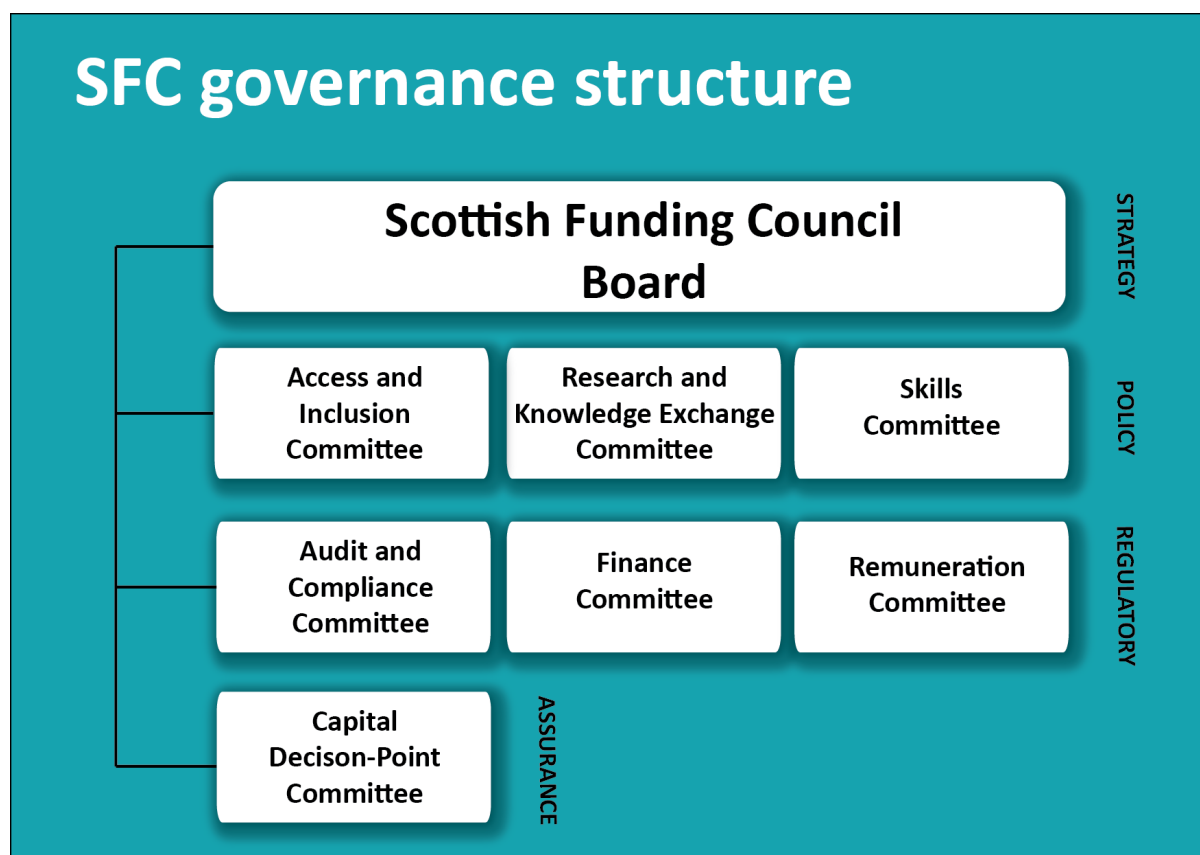 SFC governance structure
Scottish Funding Council
Board
STRATEGY
Access and
Inclusion
Committee
Research and
Knowledge Exchange
Committee
Skills
Committee
POLICY
Audit and
Compliance
Committee
Finance
Committee
Remuneration
Committee
REGULATORY
Capital
Decison-Point
Committee
ASSURANCE